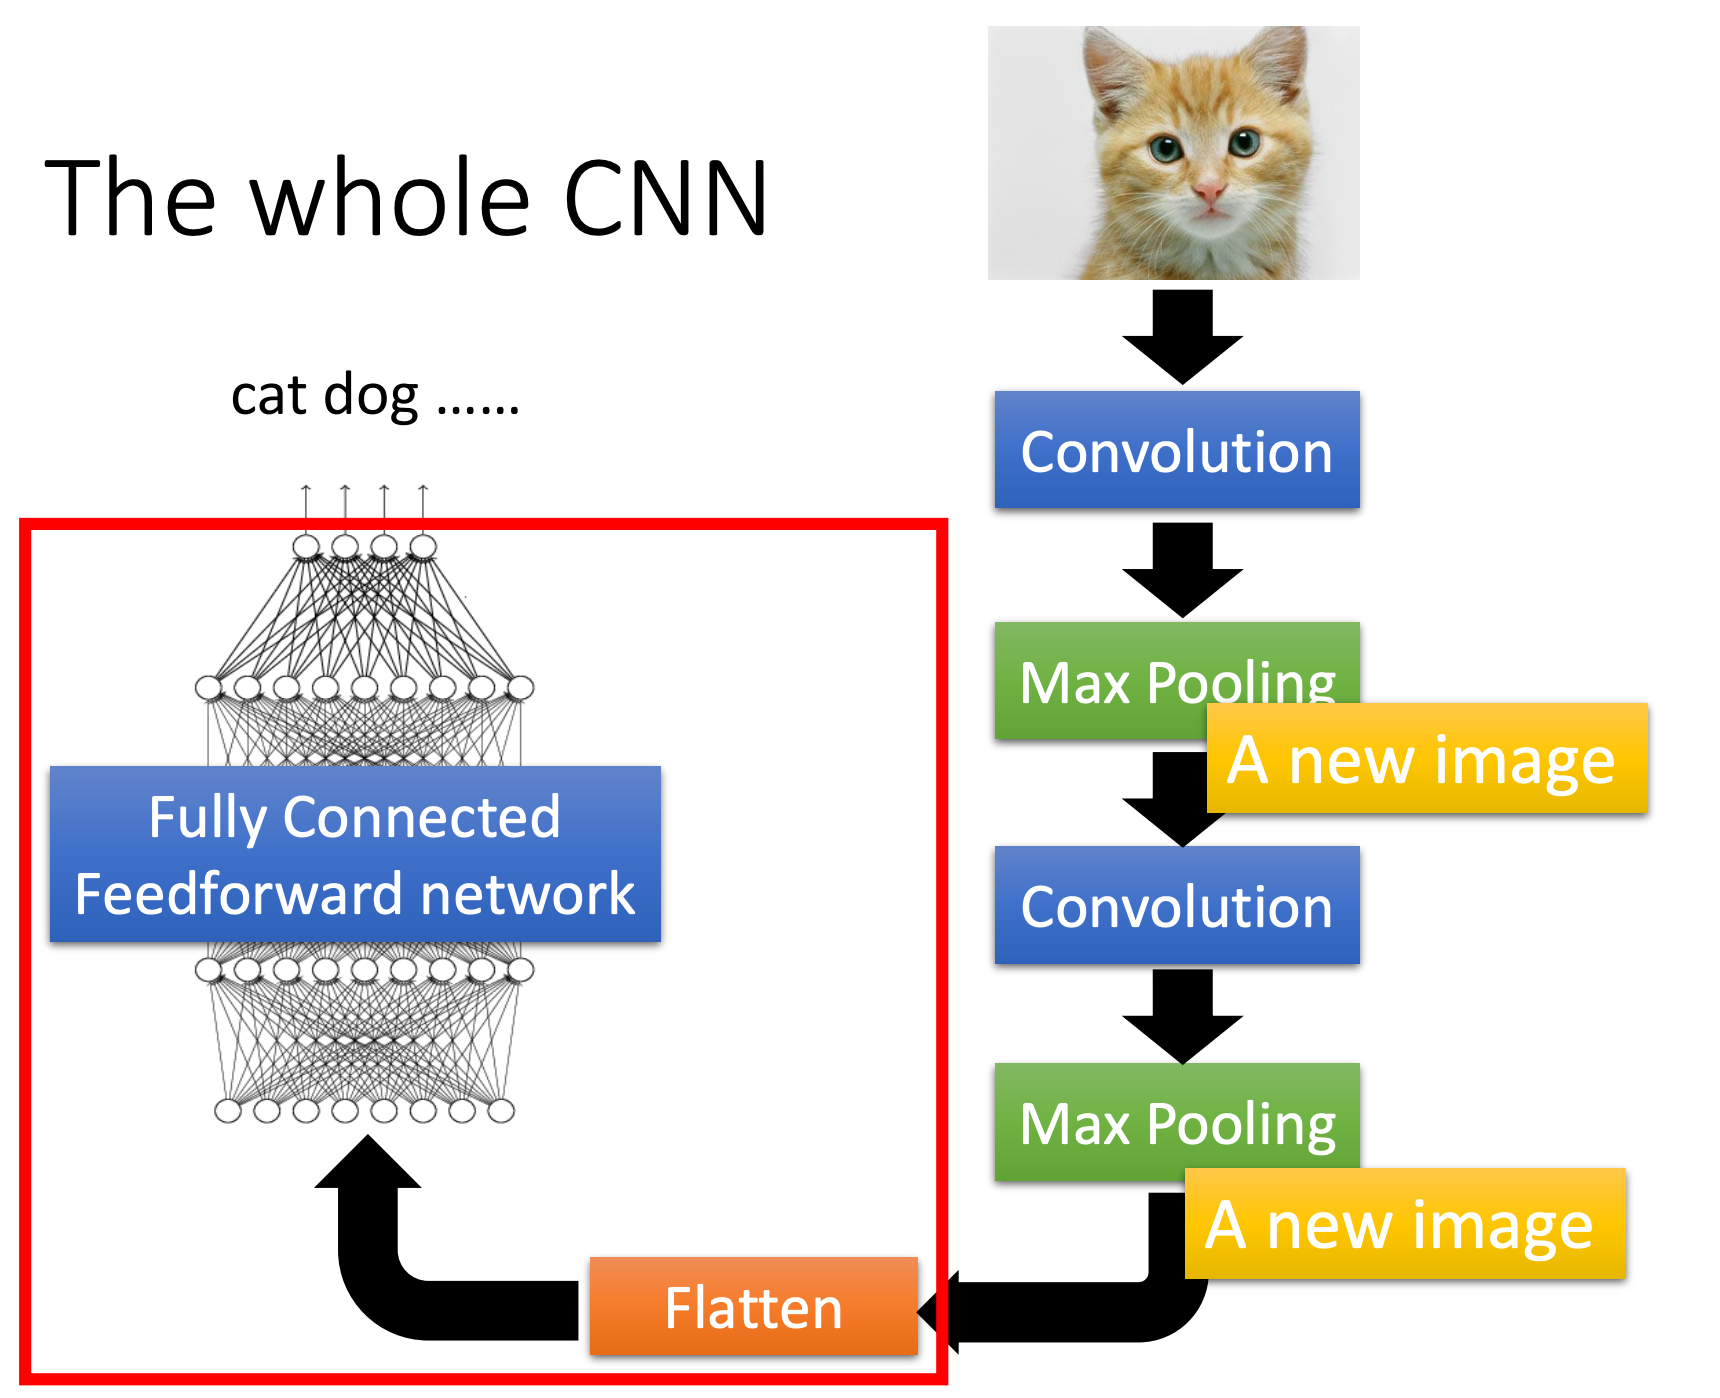 The whole CNN
cat dog ……
Convolution
Max Pooling
A new image
Convolution
Max Pooling
A new image
Flatten
Fully Connected
Feedforward network